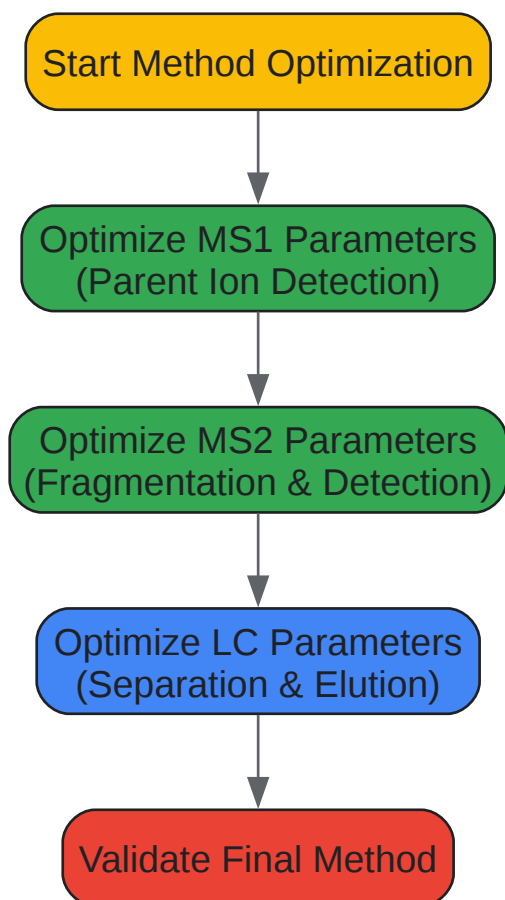 Start Method Optimization
Optimize MS1 Parameters
(Parent Ion Detection)
Optimize MS2 Parameters
(Fragmentation & Detection)
Optimize LC Parameters
(Separation & Elution)
Validate Final Method